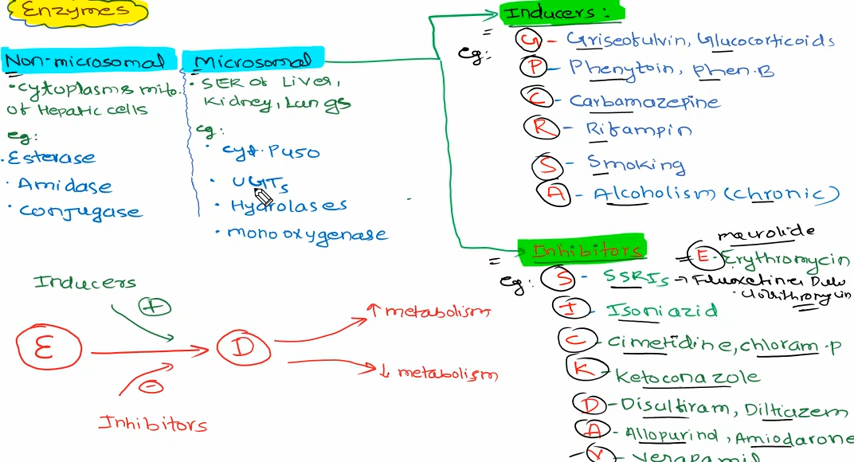 Enzymes
Non-microsomal
• cytoplasms mito.
of Hepatic cells
eg:
• Esterase
• Amidase
• conjugase
Microsomal
• SER of Liver,
Kidney, Lungs
eg:
• cyt. P450
• UGTs
• Hydrolases
• mono oxygenase
Inducers:
eg:
G - Griseofulvin, Glucocorticoids
P - Phenytoin, phen.B
C - Carbamazepine
R - Rifampin
S - Smoking
A - Alcoholism (chronic)
Inhibitors
eg:
macrolide
E - Erythromycin
• clarithromycin
S - SSRIs → Fluoxetine
I - Isoniazid
C - Cimetidine, chloram.p
K - Ketoconazole
D - Disulfiram, Diltiazem
A - Allopurinol, Amiodarone
V - Verapamil
Inducers
+
E
D
↑ metabolism
↓ metabolism
-
Inhibitors